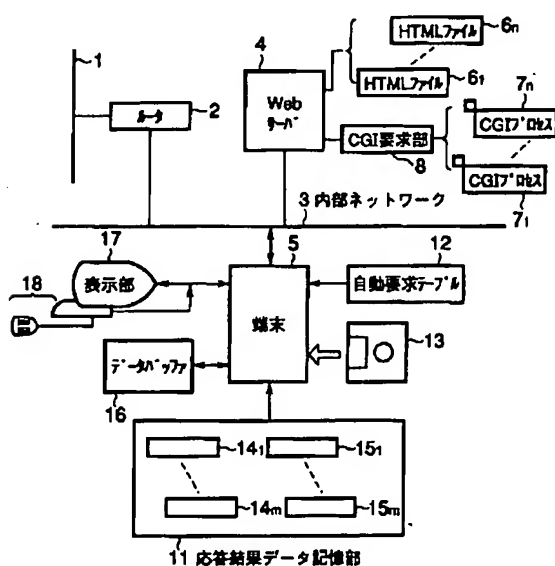 HTMLファイル 6n
4
1
HTMLファイル 61
7n
ルータ 2
Web
サーバ
CGIプロセス
CGI要求部
8
CGIプロセス
71
3 内部ネットワーク
17
5
12
18
表示部
自動要求テーブル
端末
13
データバッファ
16
141 151
14m 15m
11 応答結果データ記憶部